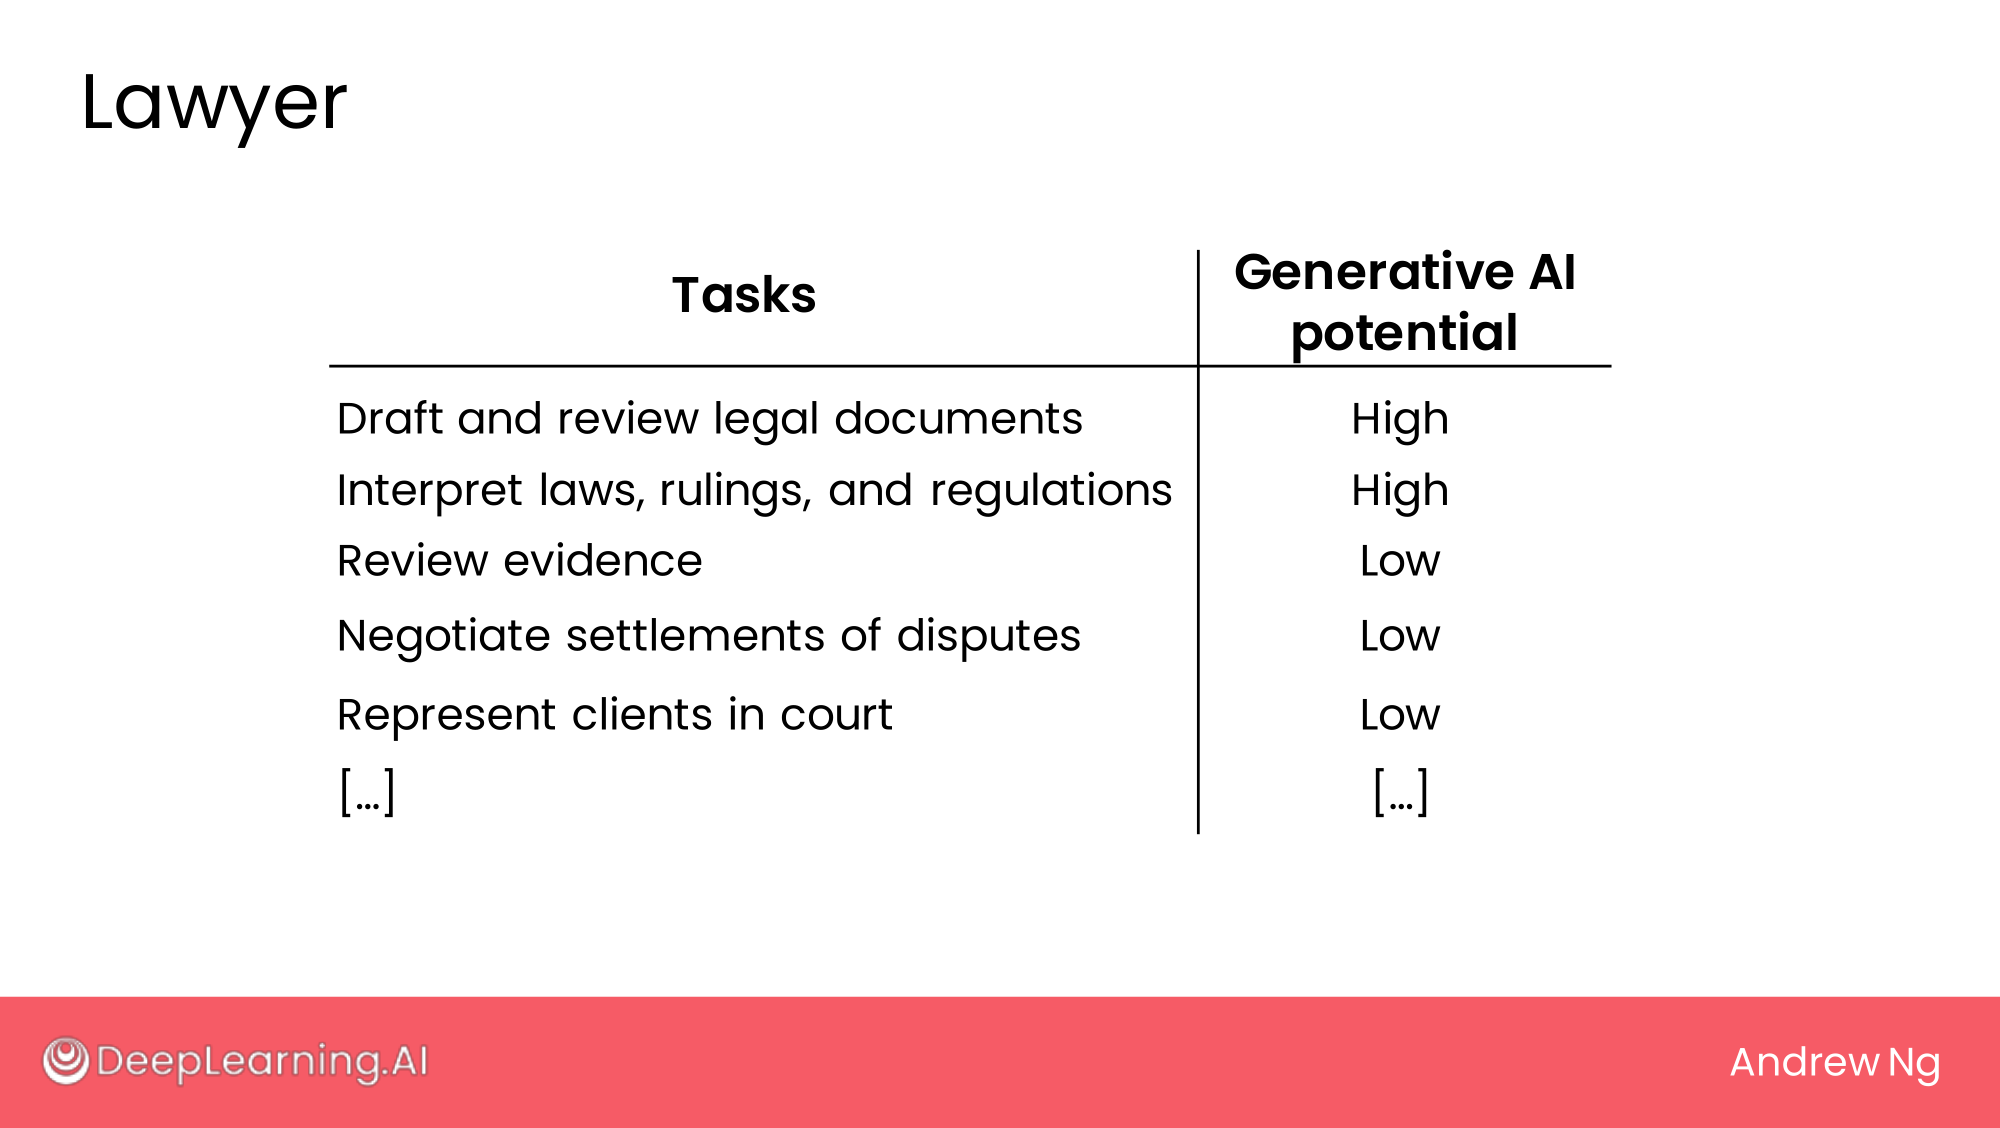 Lawyer
Tasks
Generative AI
potential
Draft and review legal documents
High
Interpret laws, rulings, and regulations
High
Review evidence
Low
Negotiate settlements of disputes
Low
Represent clients in court
Low
[...]
[...]
DeepLearning.AI
Andrew Ng